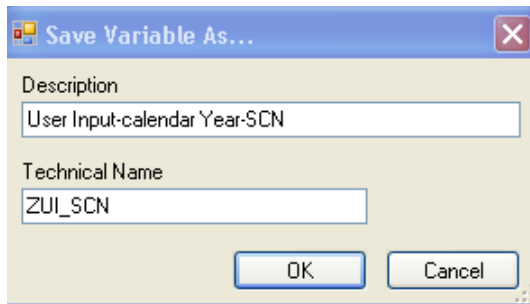 Save Variable As...
Description
User Input-calendar Year-SCN
Technical Name
ZUI_SCN
OK Cancel